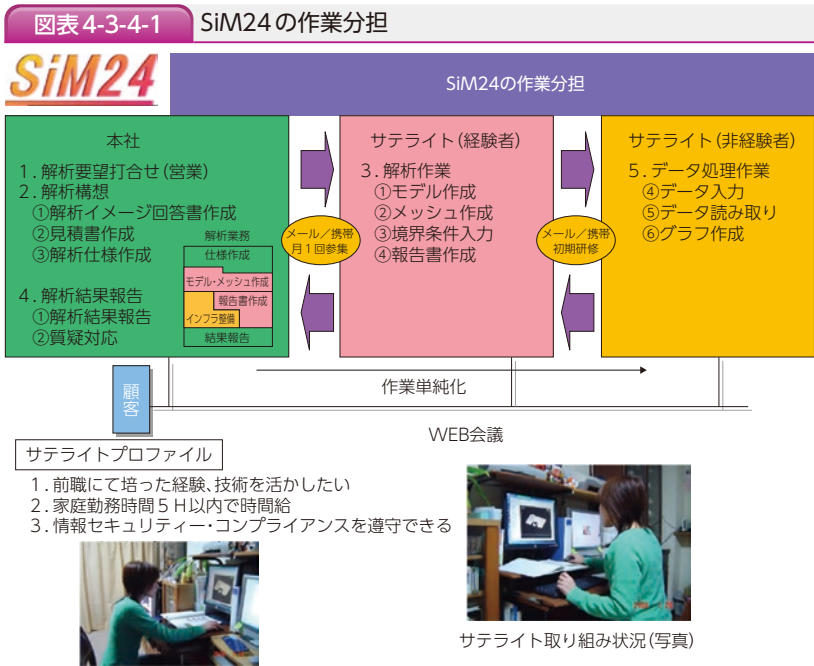 図表4-3-4-1 SiM24の作業分担
SiM24
SiM24の作業分担
本社
1．解析要望打合せ（営業）
2．解析構想
①解析イメージ回答書作成
②見積書作成
③解析仕様作成
4．解析結果報告
①解析結果報告
②質疑対応
解析業務
仕様作成
モデル・メッシュ作成
報告書作成
インフラ整備
結果報告
メール／携帯
月1回参集
サテライト（経験者）
3．解析作業
①モデル作成
②メッシュ作成
③境界条件入力
④報告書作成
メール／携帯
初期研修
サテライト（非経験者）
5．データ処理作業
④データ入力
⑤データ読み取り
⑥グラフ作成
顧客
作業単純化
WEB会議
サテライトプロファイル
1．前職にて培った経験、技術を活かしたい
2．家庭勤務時間5H以内で時間給
3．情報セキュリティー・コンプライアンスを遵守できる
サテライト取り組み状況（写真）